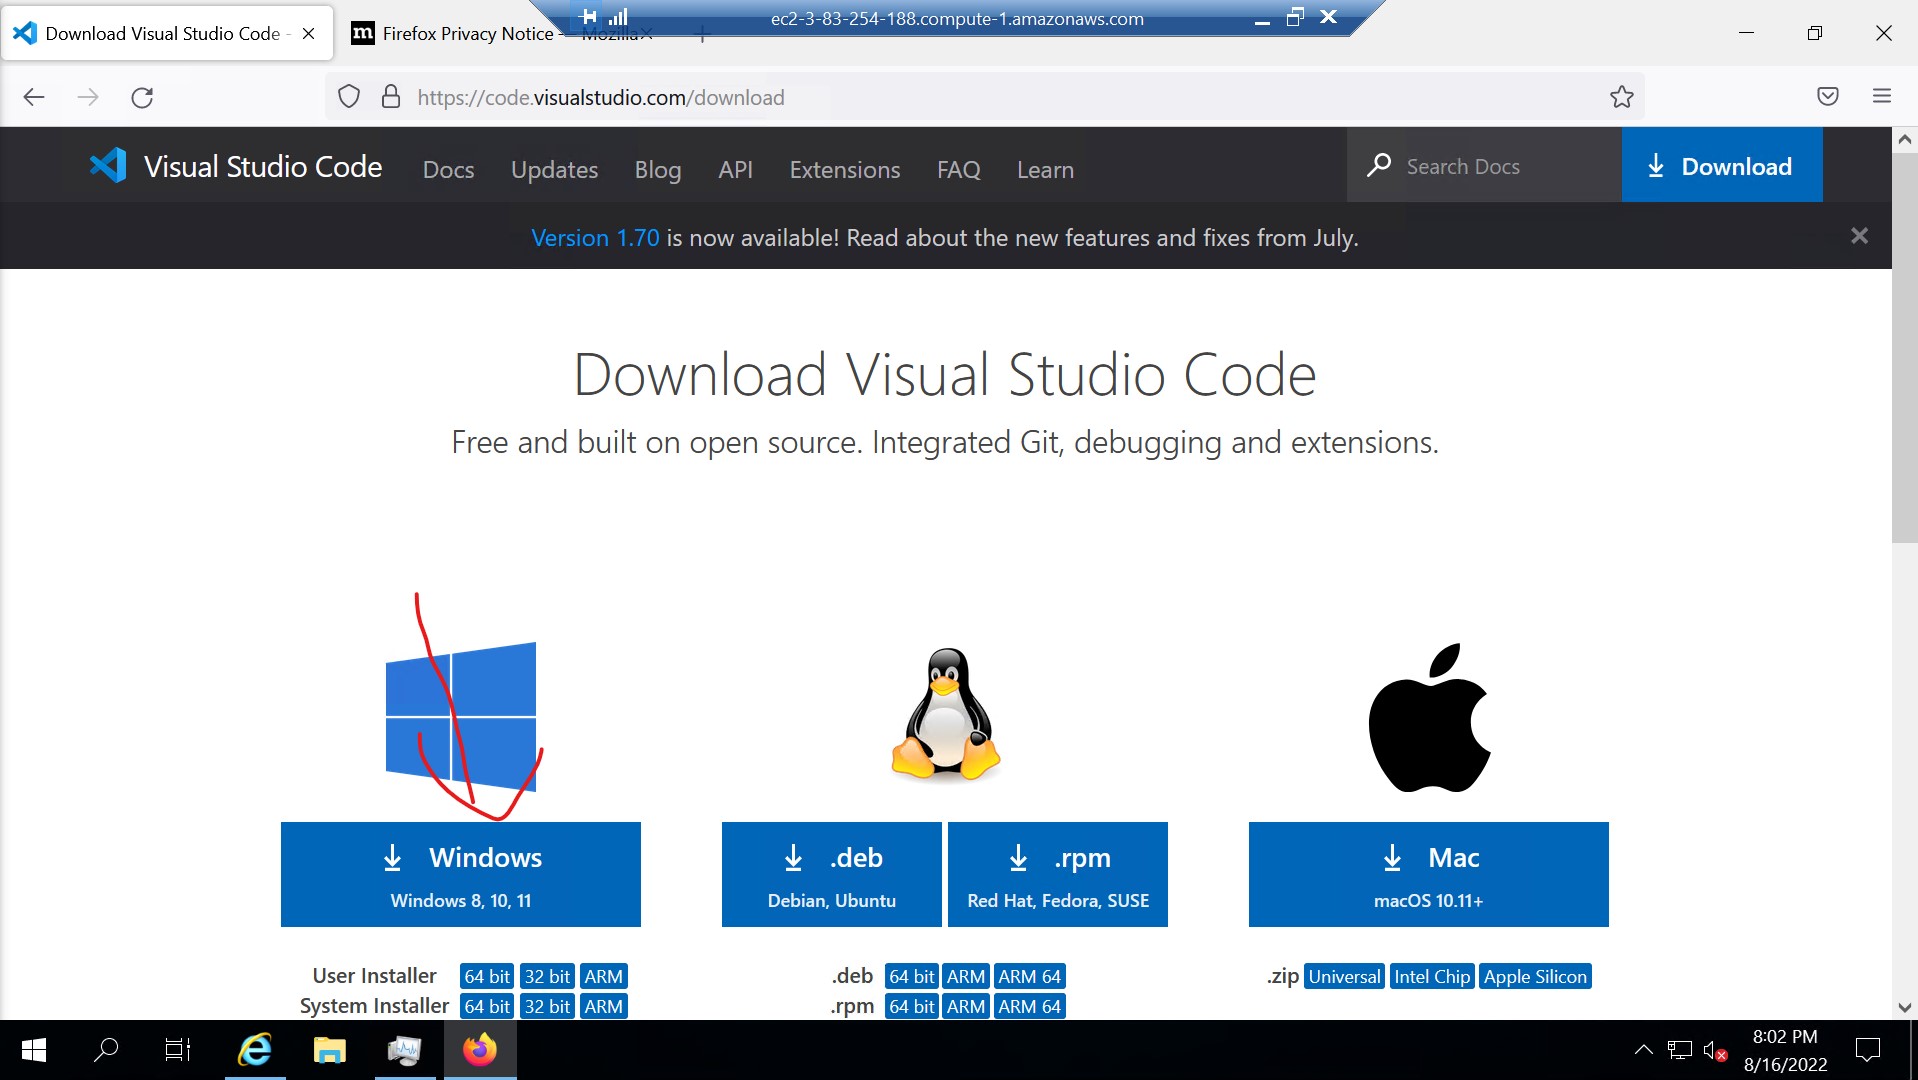 ec2-3-83-254-188.compute-1.amazonaws.com
Download Visual Studio Code -
m Firefox Privacy Notice — Mozilla
https://code.visualstudio.com/download
Visual Studio Code
Docs
Updates
Blog
API
Extensions
FAQ
Learn
Search Docs
Download
Version 1.70 is now available! Read about the new features and fixes from July.
Download Visual Studio Code
Free and built on open source. Integrated Git, debugging and extensions.
Windows
Windows 8, 10, 11
.deb
Debian, Ubuntu
.rpm
Red Hat, Fedora, SUSE
Mac
macOS 10.11+
User Installer 64 bit 32 bit ARM
System Installer 64 bit 32 bit ARM
.deb 64 bit ARM ARM 64
.rpm 64 bit ARM ARM 64
.zip Universal Intel Chip Apple Silicon
8:02 PM
8/16/2022